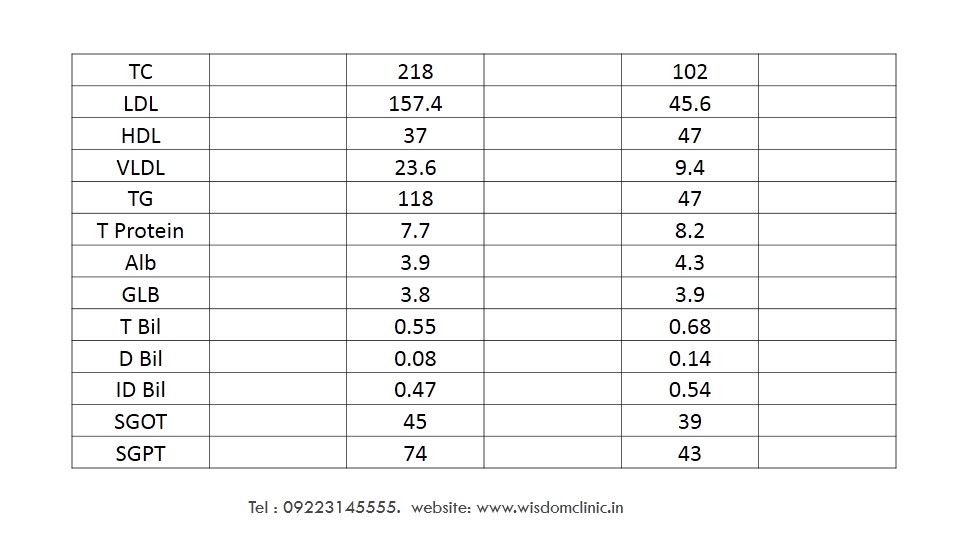 TC 218 102
LDL 157.4 45.6
HDL 37 47
VLDL 23.6 9.4
TG 118 47
T Protein 7.7 8.2
Alb 3.9 4.3
GLB 3.8 3.9
T Bil 0.55 0.68
D Bil 0.08 0.14
ID Bil 0.47 0.54
SGOT 45 39
SGPT 74 43
Tel : 09223145555. website: www.wisdomclinic.in